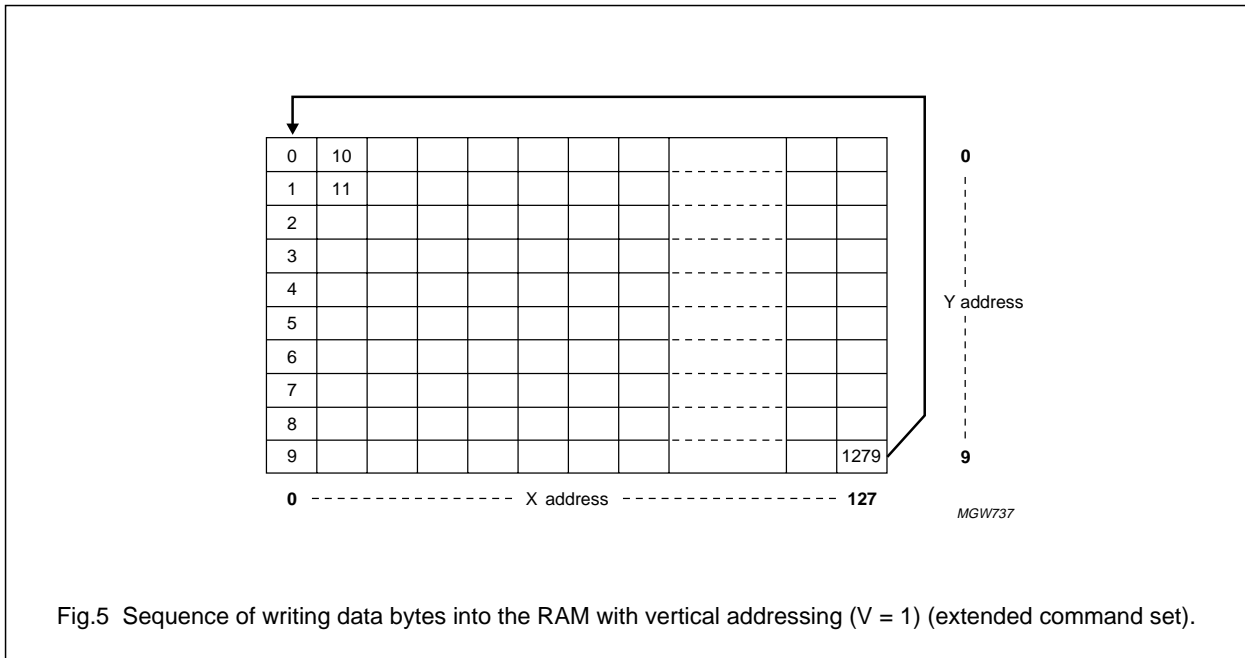 0 10 0
1 11
2
3
4
Y address
5
6
7
8
9 1279 9
0 X address 127
MGW737
Fig.5 Sequence of writing data bytes into the RAM with vertical addressing (V = 1) (extended command set).